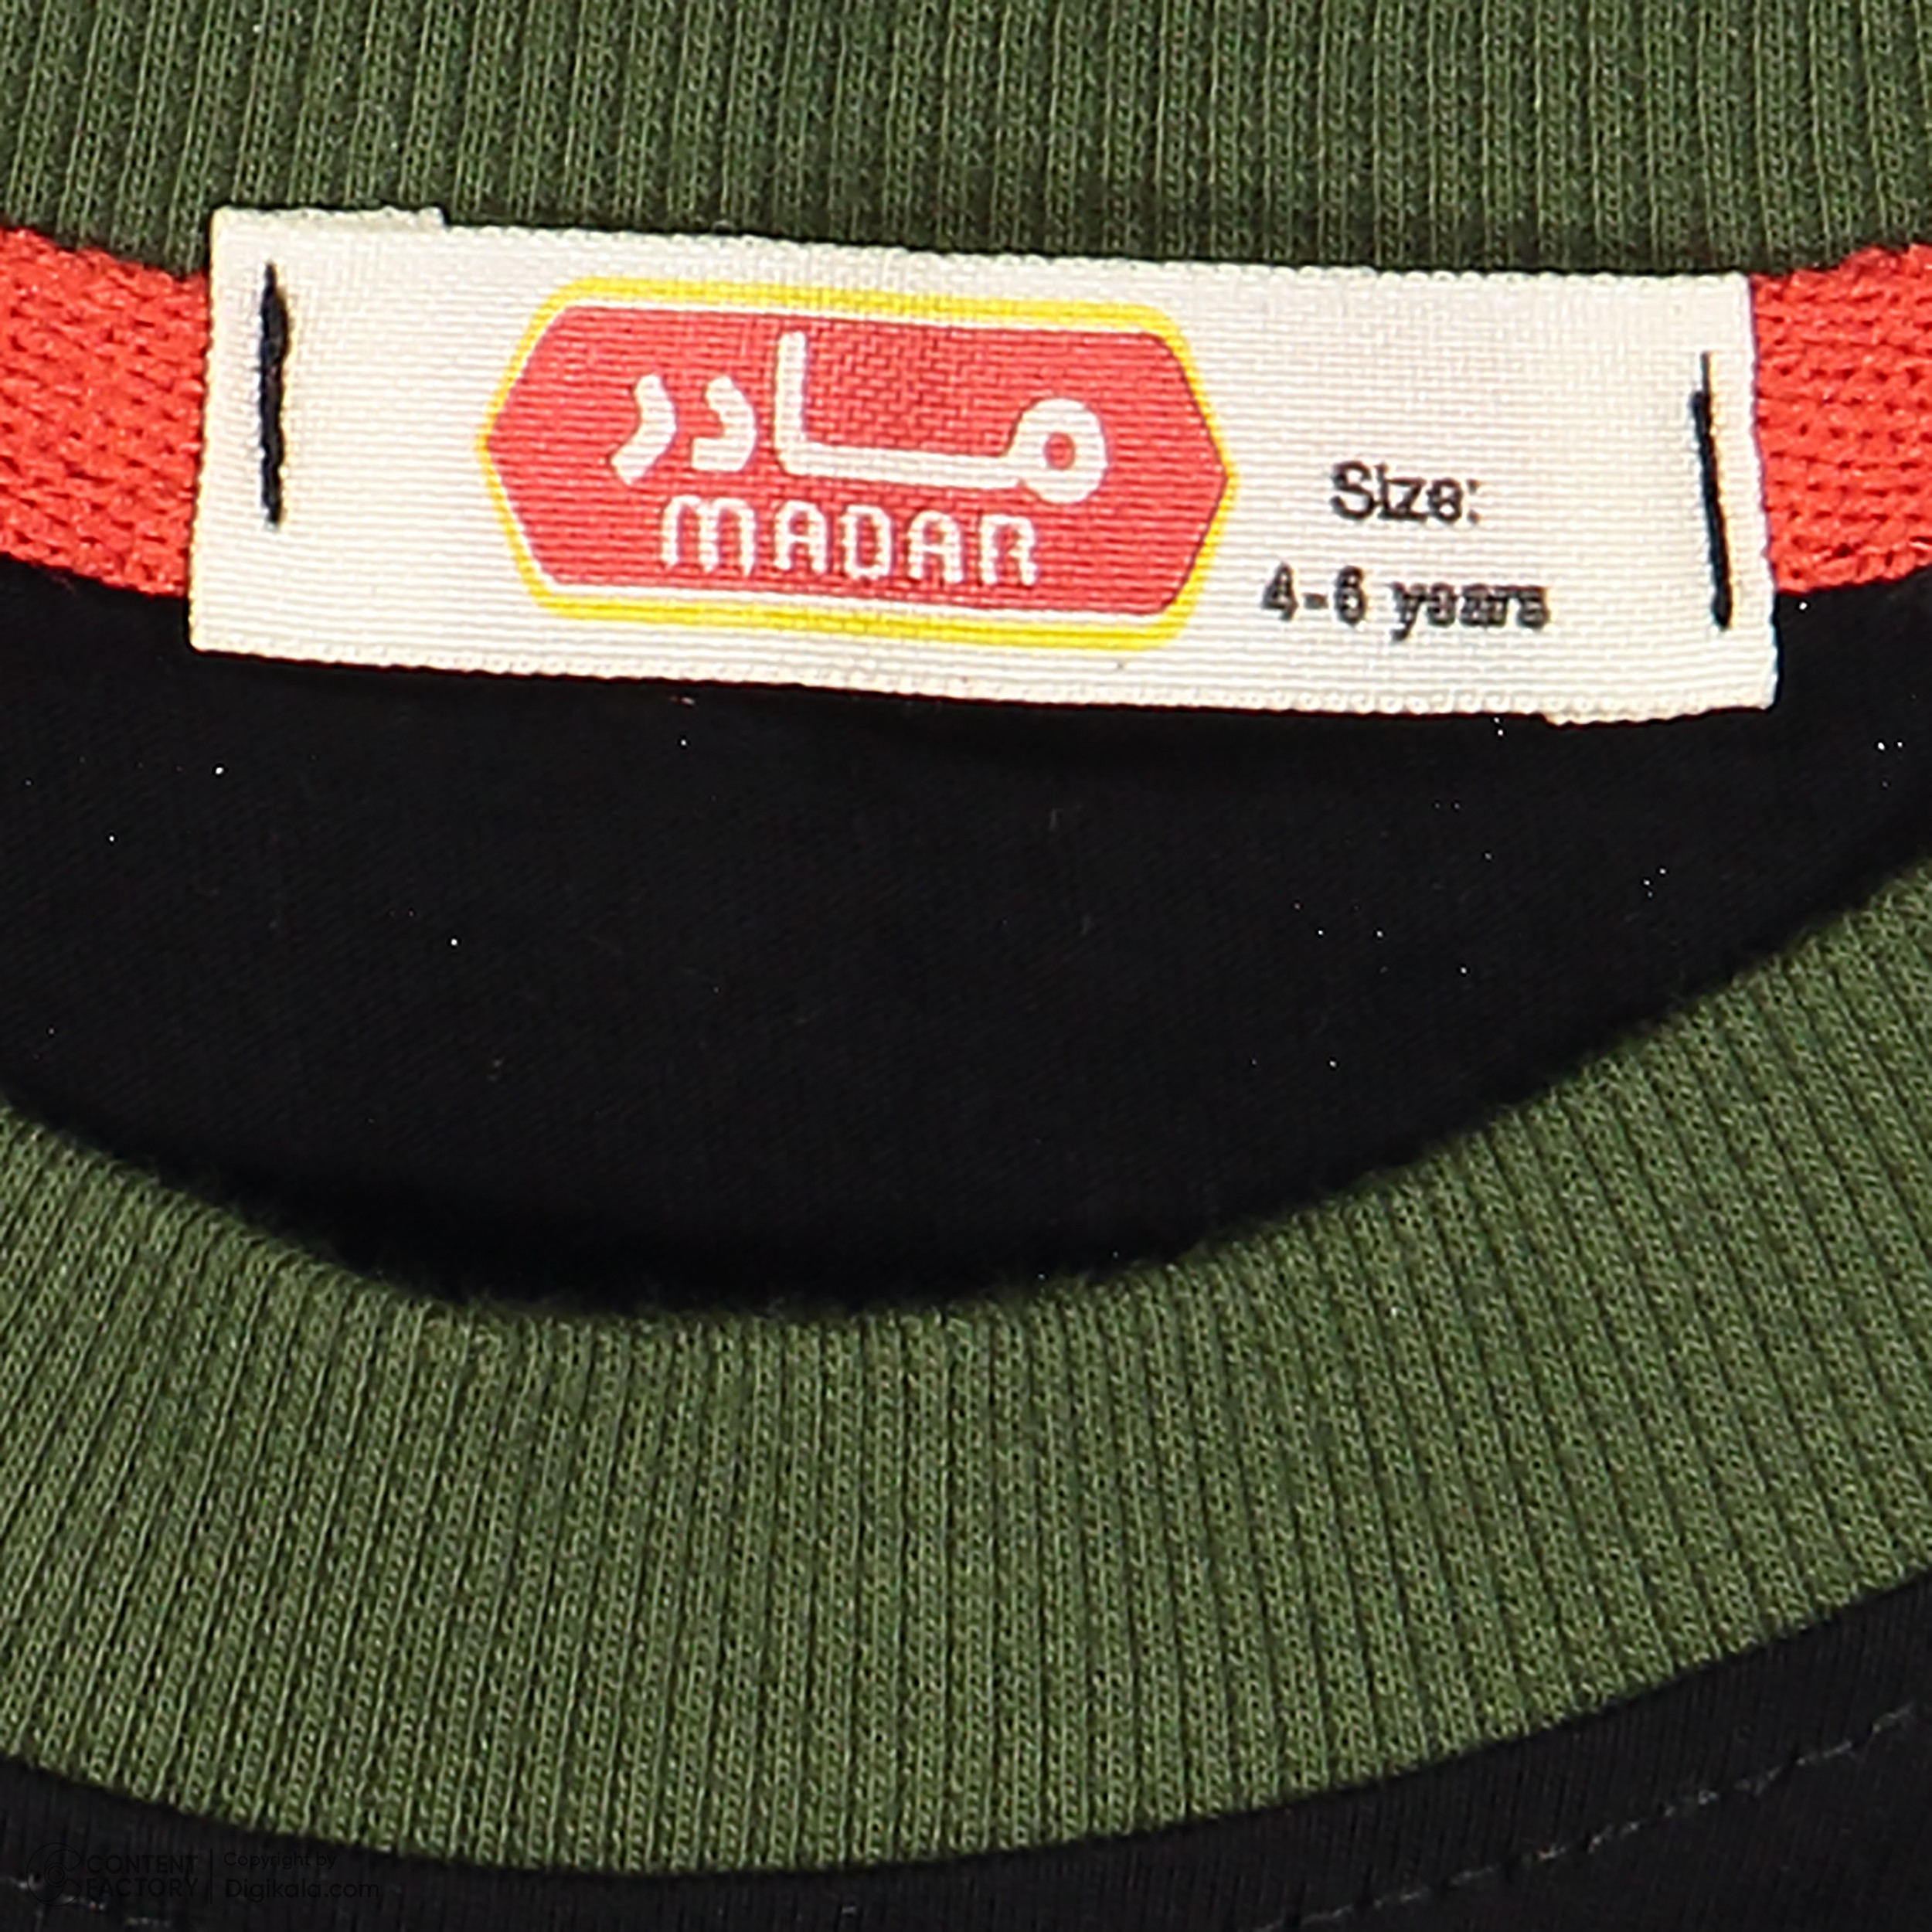 مادر
MADAR
Size:
4-6 years
CONTENT FACTORY
Copyright by
Digikala.com